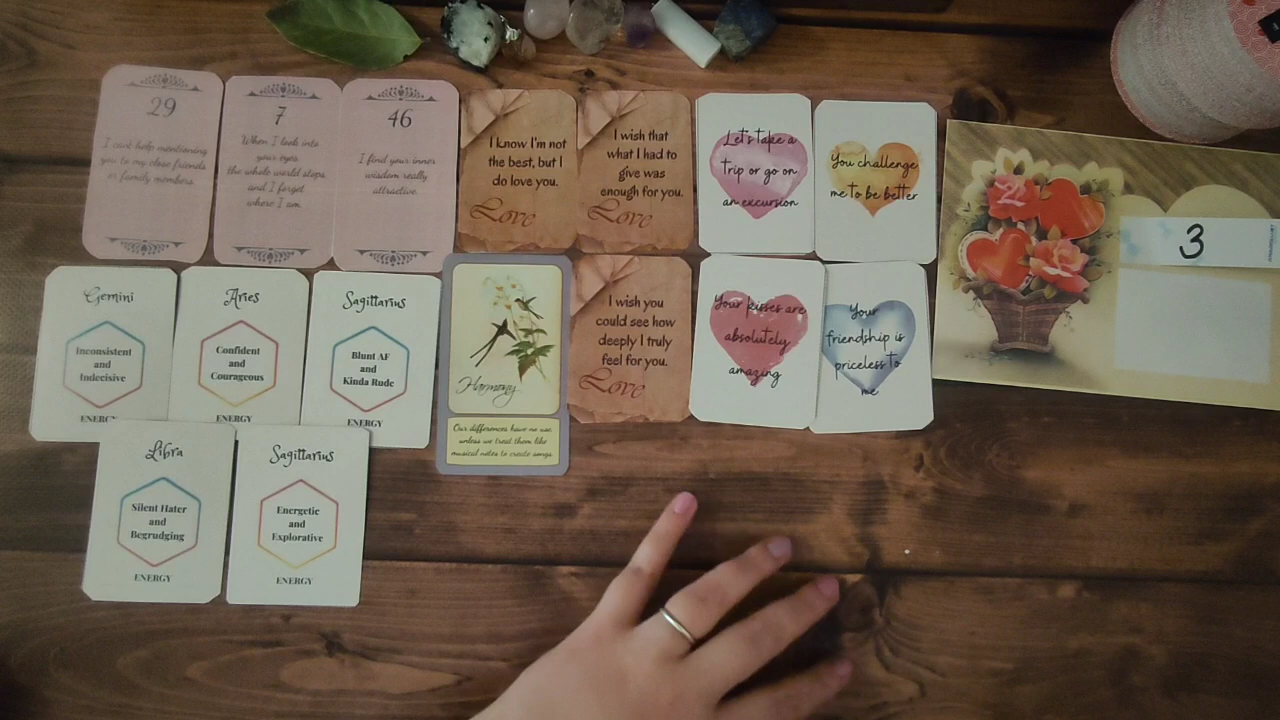 29
I can't help mentioning
you to my close friends
or family members.
7
When I look into
your eyes
the whole world stops
and I forget
where I am.
46
I find your inner
wisdom really
attractive.
I know I'm not
the best, but I
do love you.
Love
I wish that
what I had to
give was
enough for you.
Love
Let's take a
trip or go on
an excursion
You challenge
me to be better
3
Gemini
Inconsistent
and
Indecisive
ENERGY
Aries
Confident
and
Courageous
ENERGY
Sagittarius
Blunt AF
and
Kinda Rude
ENERGY
Harmony
Our differences have no use,
unless we treat them like
musical notes to create songs.
I wish you
could see how
deeply I truly
feel for you.
Love
Your kisses are
absolutely
amazing
Your
friendship is
priceless to
me
Libra
Silent Hater
and
Begrudging
ENERGY
Sagittarius
Energetic
and
Explorative
ENERGY